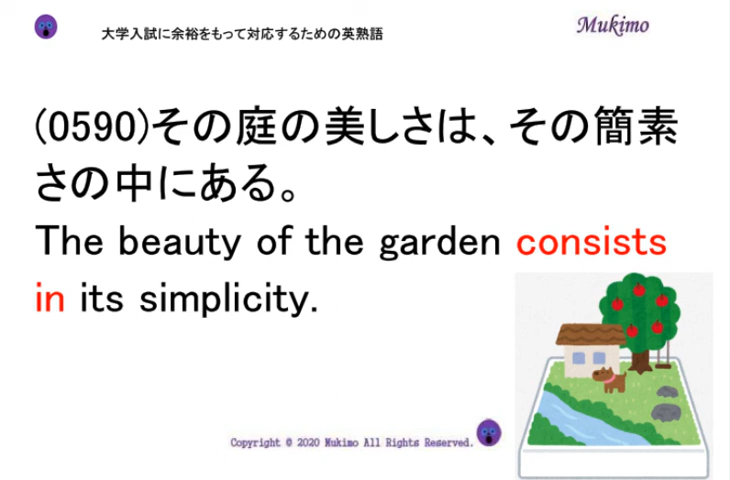 大学入試に余裕をもって対応するための英熟語
Mukimo
(0590)その庭の美しさは、その簡素
さの中にある。
The beauty of the garden consists
in its simplicity.
Copyright © 2020 Mukimo All Rights Reserved.